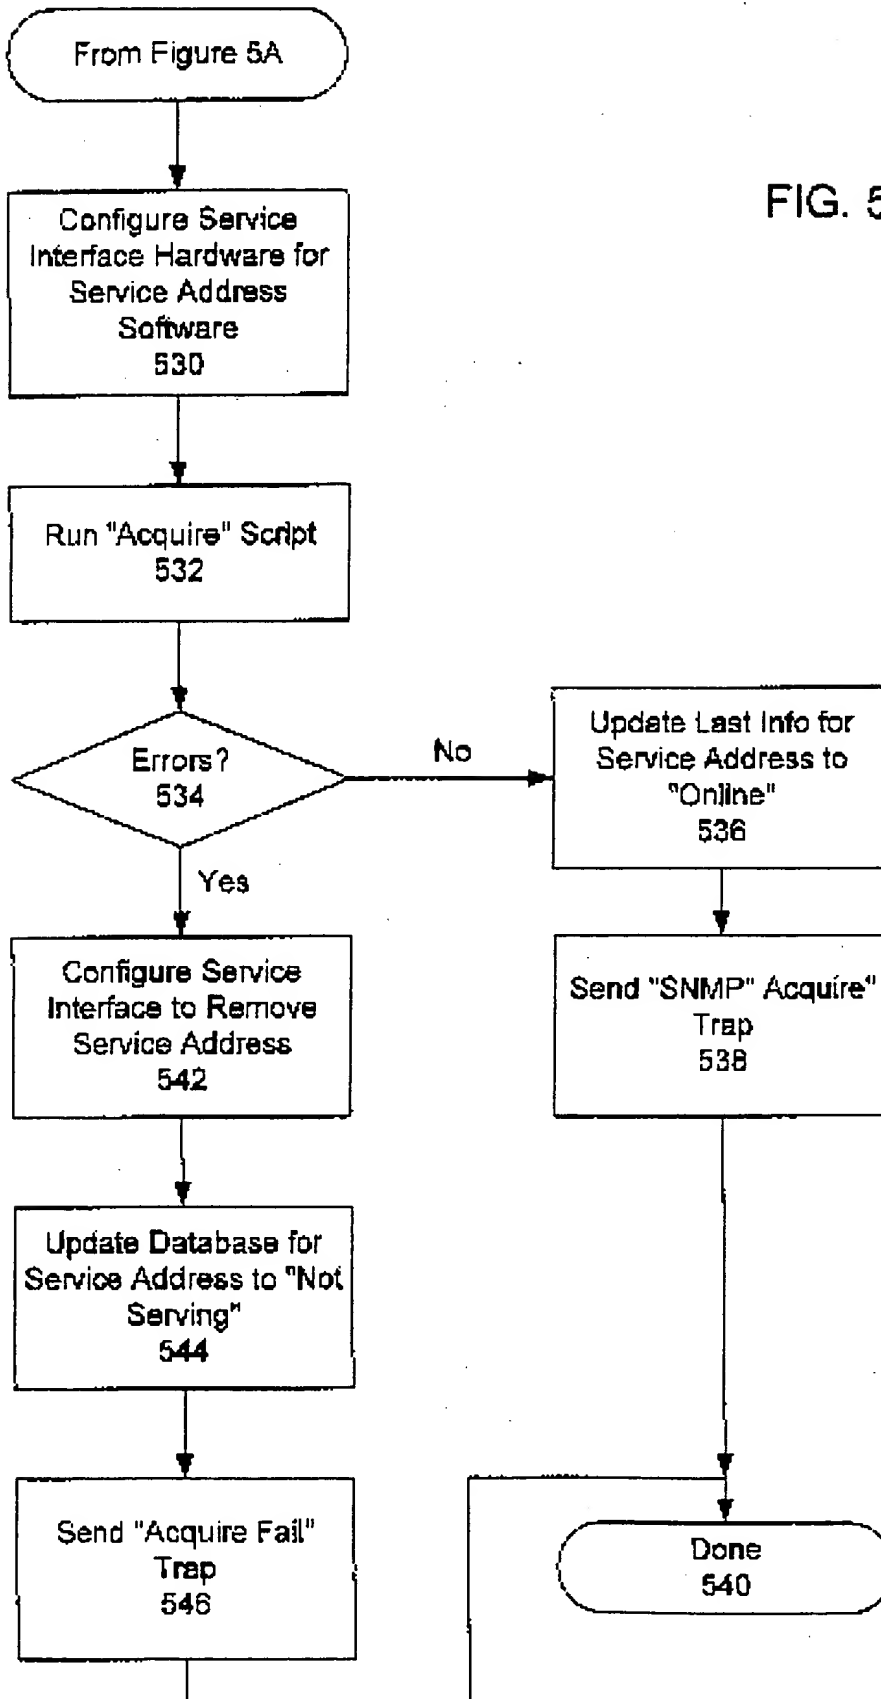 From Figure 5A
FIG. 5
Configure Service
Interface Hardware for
Service Address
Software
530
Run "Acquire" Script
532
Errors?
534
No
Yes
Update Last Info for
Service Address to
"Online"
536
Send "SNMP" Acquire"
Trap
538
Configure Service
Interface to Remove
Service Address
542
Update Database for
Service Address to "Not
Serving"
544
Send "Acquire Fail"
Trap
546
Done
540